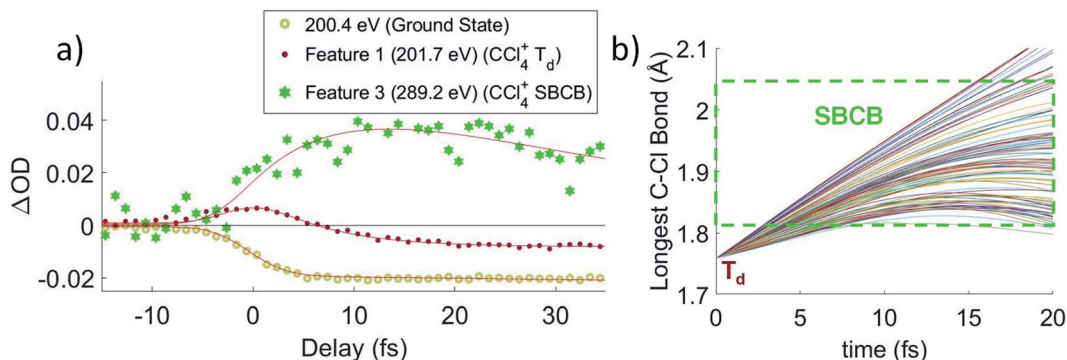 a)
200.4 eV (Ground State)
Feature 1 (201.7 eV) (CCl₄⁺ T_d)
Feature 3 (289.2 eV) (CCl₄⁺ SBCB)
ΔOD
0.04
0.02
0
-0.02
-10
0
10
20
30
Delay (fs)
b)
Longest C-Cl Bond (Å)
2.1
2
1.9
1.8
1.7
SBCB
T_d
0
5
10
15
20
time (fs)